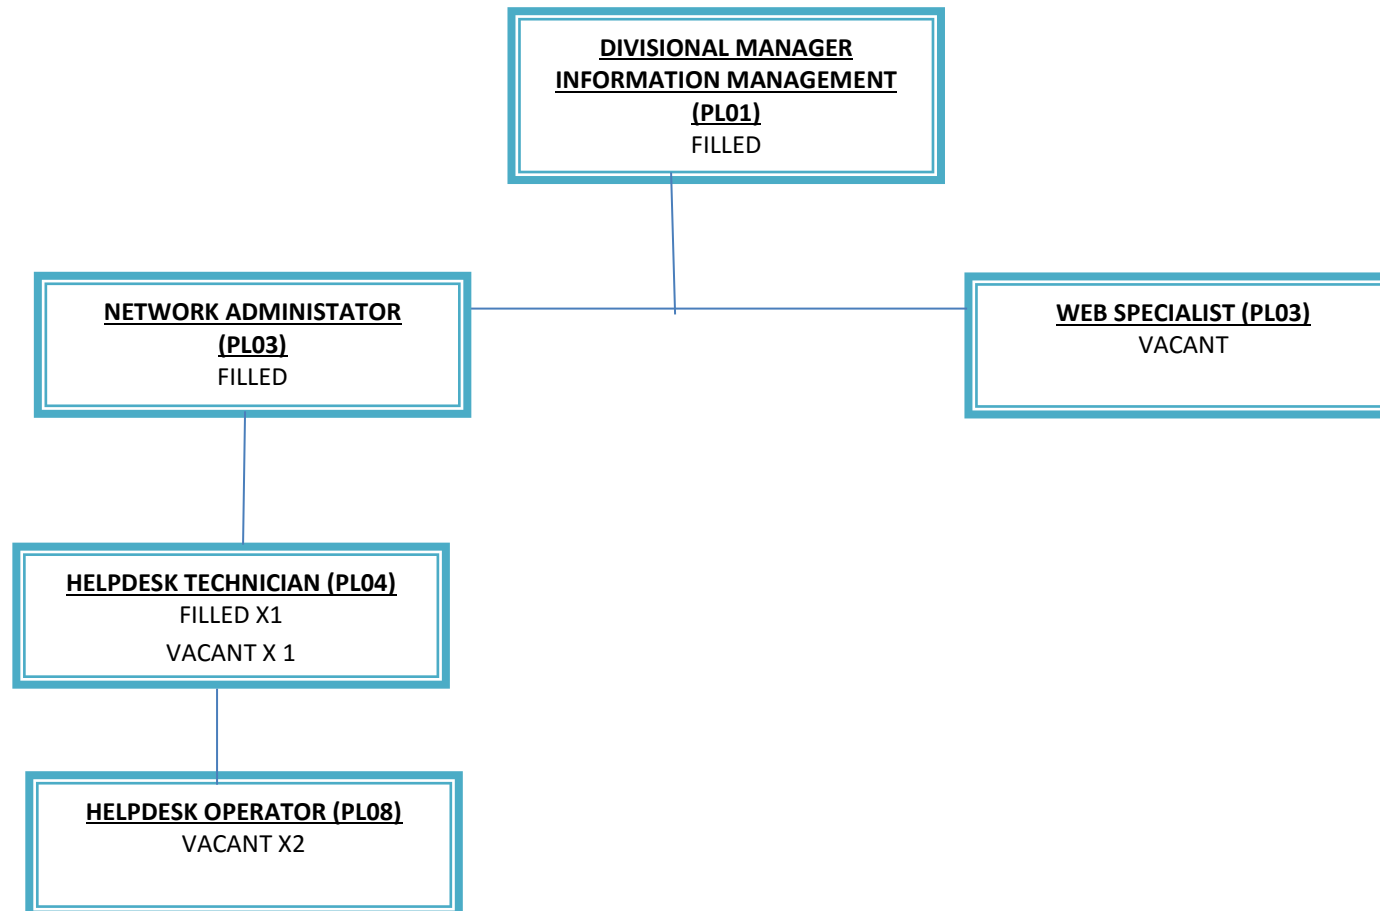 DIVISIONAL MANAGER
INFORMATION MANAGEMENT
(PL01)
FILLED
NETWORK ADMINISTATOR
(PL03)
FILLED
WEB SPECIALIST (PL03)
VACANT
HELPDESK TECHNICIAN (PL04)
FILLED X1
VACANT X 1
HELPDESK OPERATOR (PL08)
VACANT X2